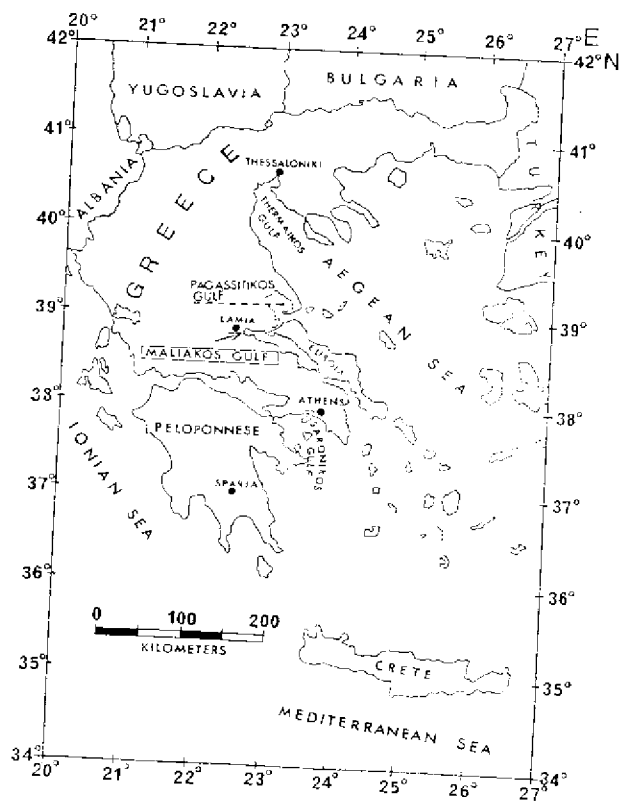 20° 21° 22° 23° 24° 25° 26° 27° E
42° 42° N
YUGOSLAVIA
BULGARIA
41° 41°
ALBANIA
THESSALONIKI
TURKEY
GREECE
THERMAIKOS GULF
40° 40°
AEGEAN SEA
PAGASSITIKOS
GULF
39° 39°
LAMIA
MALIAKOS GULF
38° 38°
ATHENS
PELOPONNESE
SARONIKOS
GULF
IONIAN SEA
37° 37°
36° 36°
0 100 200
KILOMETERS
35° 35°
CRETE
MEDITERRANEAN SEA
34° 34°
20° 21° 22° 23° 24° 25° 26° 27°